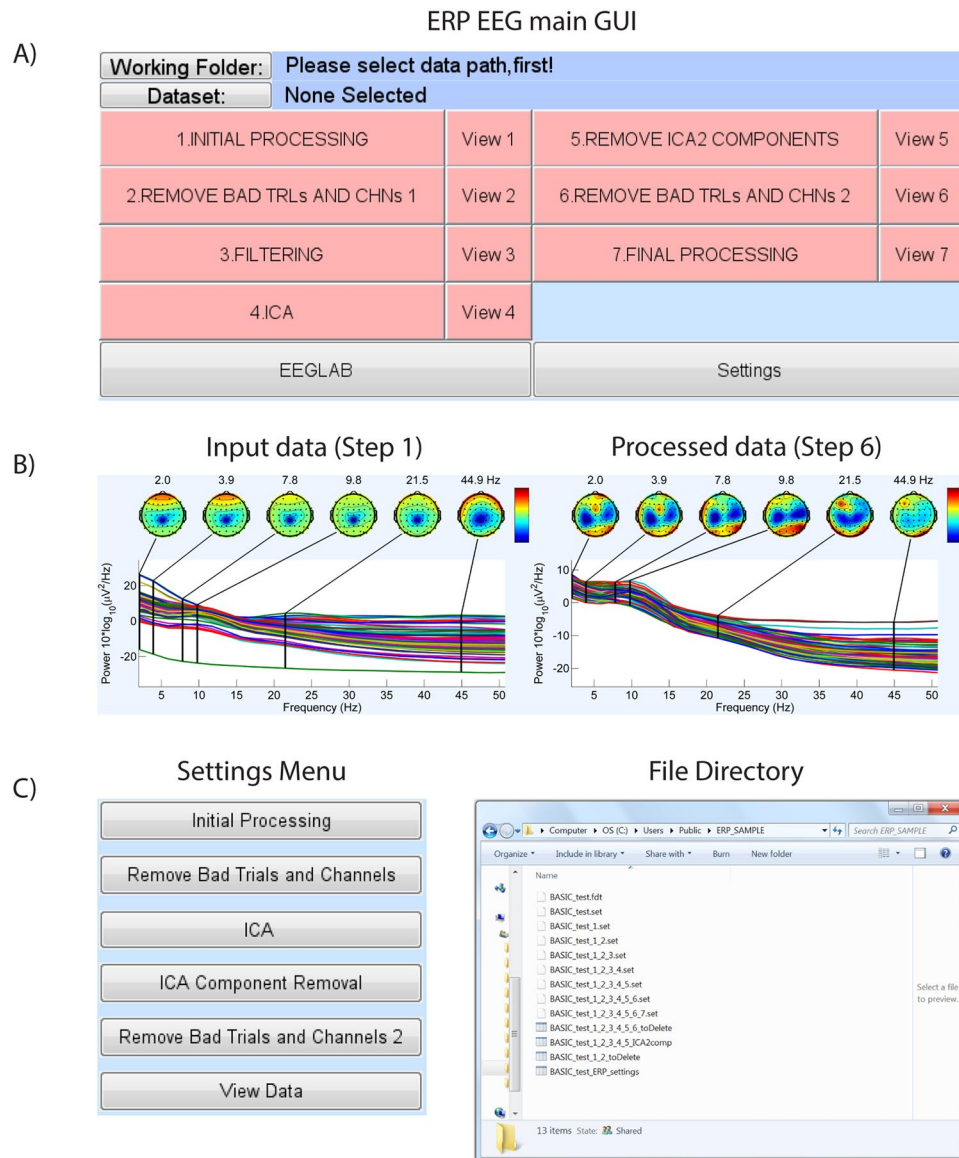 ERP EEG main GUI
A)
Working Folder: Please select data path,first!
Dataset: None Selected
1.INITIAL PROCESSING View 1 5.REMOVE ICA2 COMPONENTS View 5
2.REMOVE BAD TRLs AND CHNs 1 View 2 6.REMOVE BAD TRLs AND CHNs 2 View 6
3.FILTERING View 3 7.FINAL PROCESSING View 7
4.ICA View 4
EEGLAB Settings
B)
Input data (Step 1)
2.0 3.9 7.8 9.8 21.5 44.9 Hz
Power 10*log10(μV2/Hz)
20
0
-20
5 10 15 20 25 30 35 40 45 50
Frequency (Hz)
Processed data (Step 6)
2.0 3.9 7.8 9.8 21.5 44.9 Hz
Power 10*log10(μV2/Hz)
10
0
-10
-20
5 10 15 20 25 30 35 40 45 50
Frequency (Hz)
C)
Settings Menu
Initial Processing
Remove Bad Trials and Channels
ICA
ICA Component Removal
Remove Bad Trials and Channels 2
View Data
File Directory
Computer OS (C:) Users Public ERP_SAMPLE Search ERP_SAMPLE
Organize Include in library Share with Burn New folder
Name
BASIC_test.fdt
BASIC_test.set
BASIC_test_1.set
BASIC_test_1_2.set
BASIC_test_1_2_3.set
BASIC_test_1_2_3_4.set
BASIC_test_1_2_3_4_5.set
BASIC_test_1_2_3_4_5_6.set
BASIC_test_1_2_3_4_5_6_7.set
BASIC_test_1_2_3_4_5_6_toDelete
BASIC_test_1_2_3_4_5_ICA2comp
BASIC_test_1_2_toDelete
BASIC_test_ERP_settings
Select a file
to preview.
13 items State: Shared